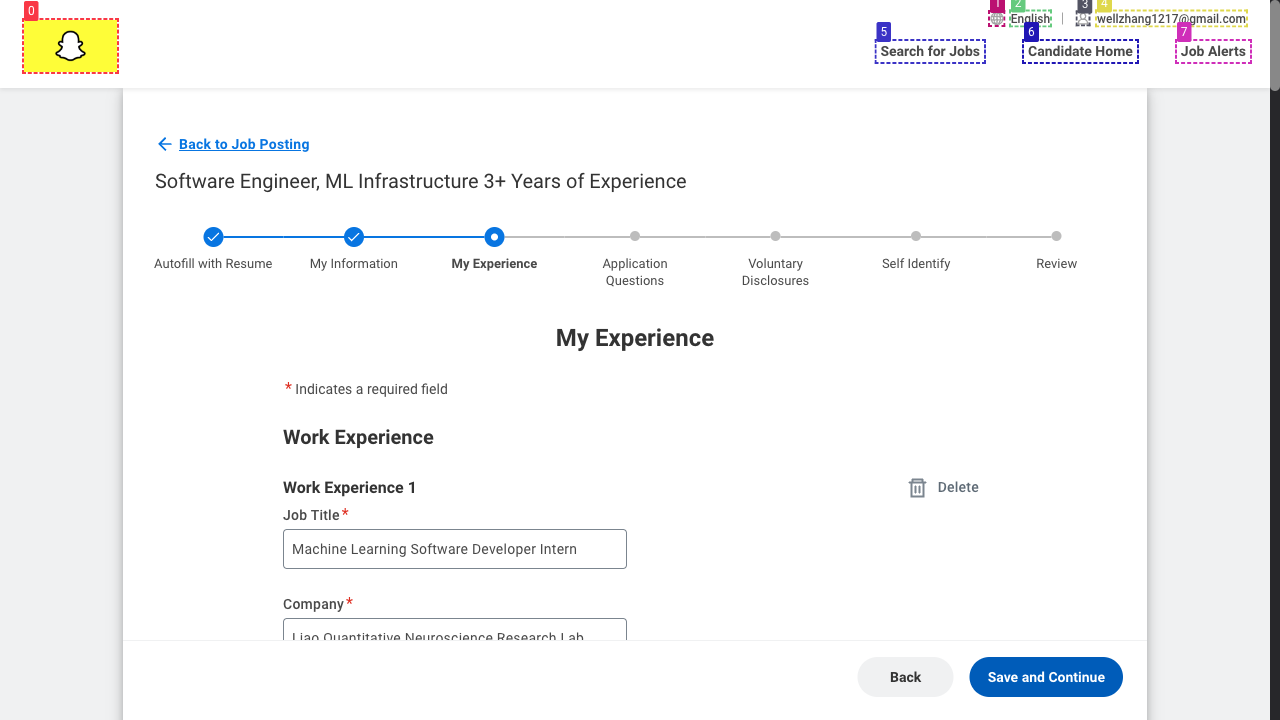 0
1
2
3
4
English
wellzhang1217@gmail.com
5
6
7
Search for Jobs
Candidate Home
Job Alerts
Back to Job Posting
Software Engineer, ML Infrastructure 3+ Years of Experience
Autofill with Resume
My Information
My Experience
Application Questions
Voluntary Disclosures
Self Identify
Review
My Experience
* Indicates a required field
Work Experience
Work Experience 1
Delete
Job Title*
Machine Learning Software Developer Intern
Company*
Liao Quantitative Neuroscience Research Lab
Back
Save and Continue